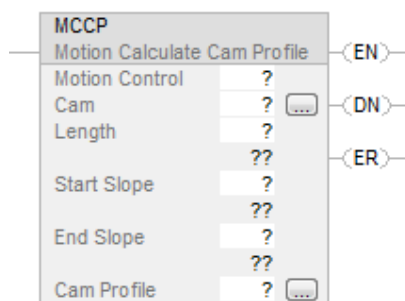 MCCP
Motion Calculate Cam Profile (EN)
Motion Control ?
Cam ? ... (DN)
Length ?
?? (ER)
Start Slope ?
??
End Slope ?
??
Cam Profile ? ...